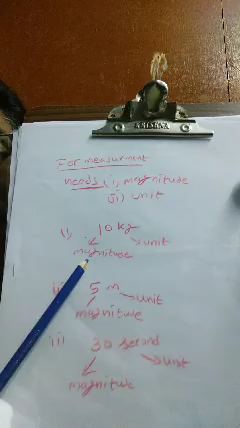 For measurment
needs (i) magnitude
(ii) unit
(i) 10 kg
unit
magnitude
5 m
unit
magnitude
30 second
unit
magnitude